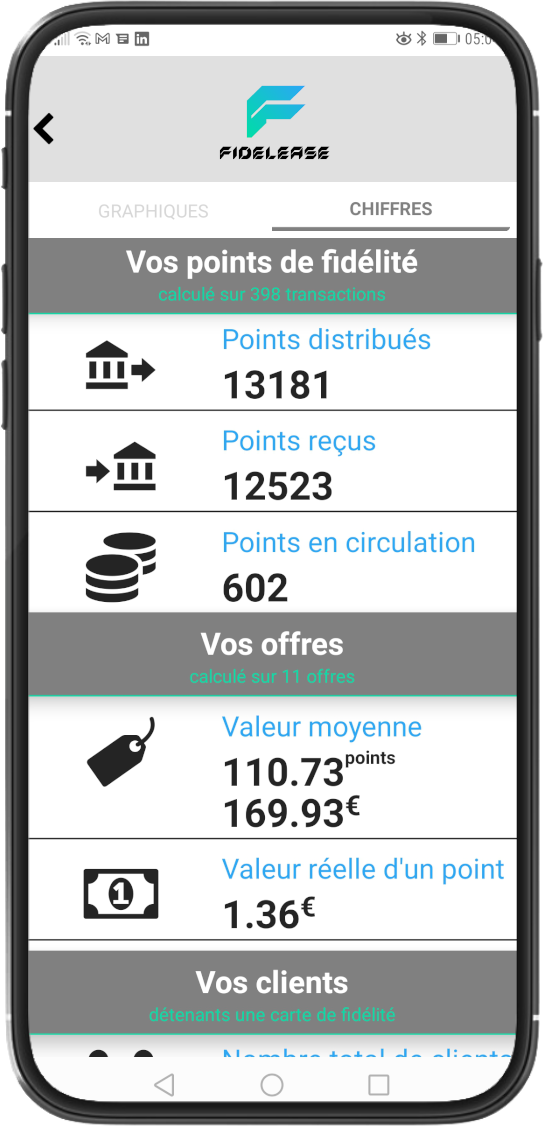 05:0
FIDELEASE
GRAPHIQUES
CHIFFRES
Vos points de fidélité
calculé sur 398 transactions
Points distribués
13181
Points reçus
12523
Points en circulation
602
Vos offres
calculé sur 11 offres
Valeur moyenne
110.73 points
169.93€
Valeur réelle d'un point
1
1.36€
Vos clients
détenants une carte de fidélité
Nombre total de clients